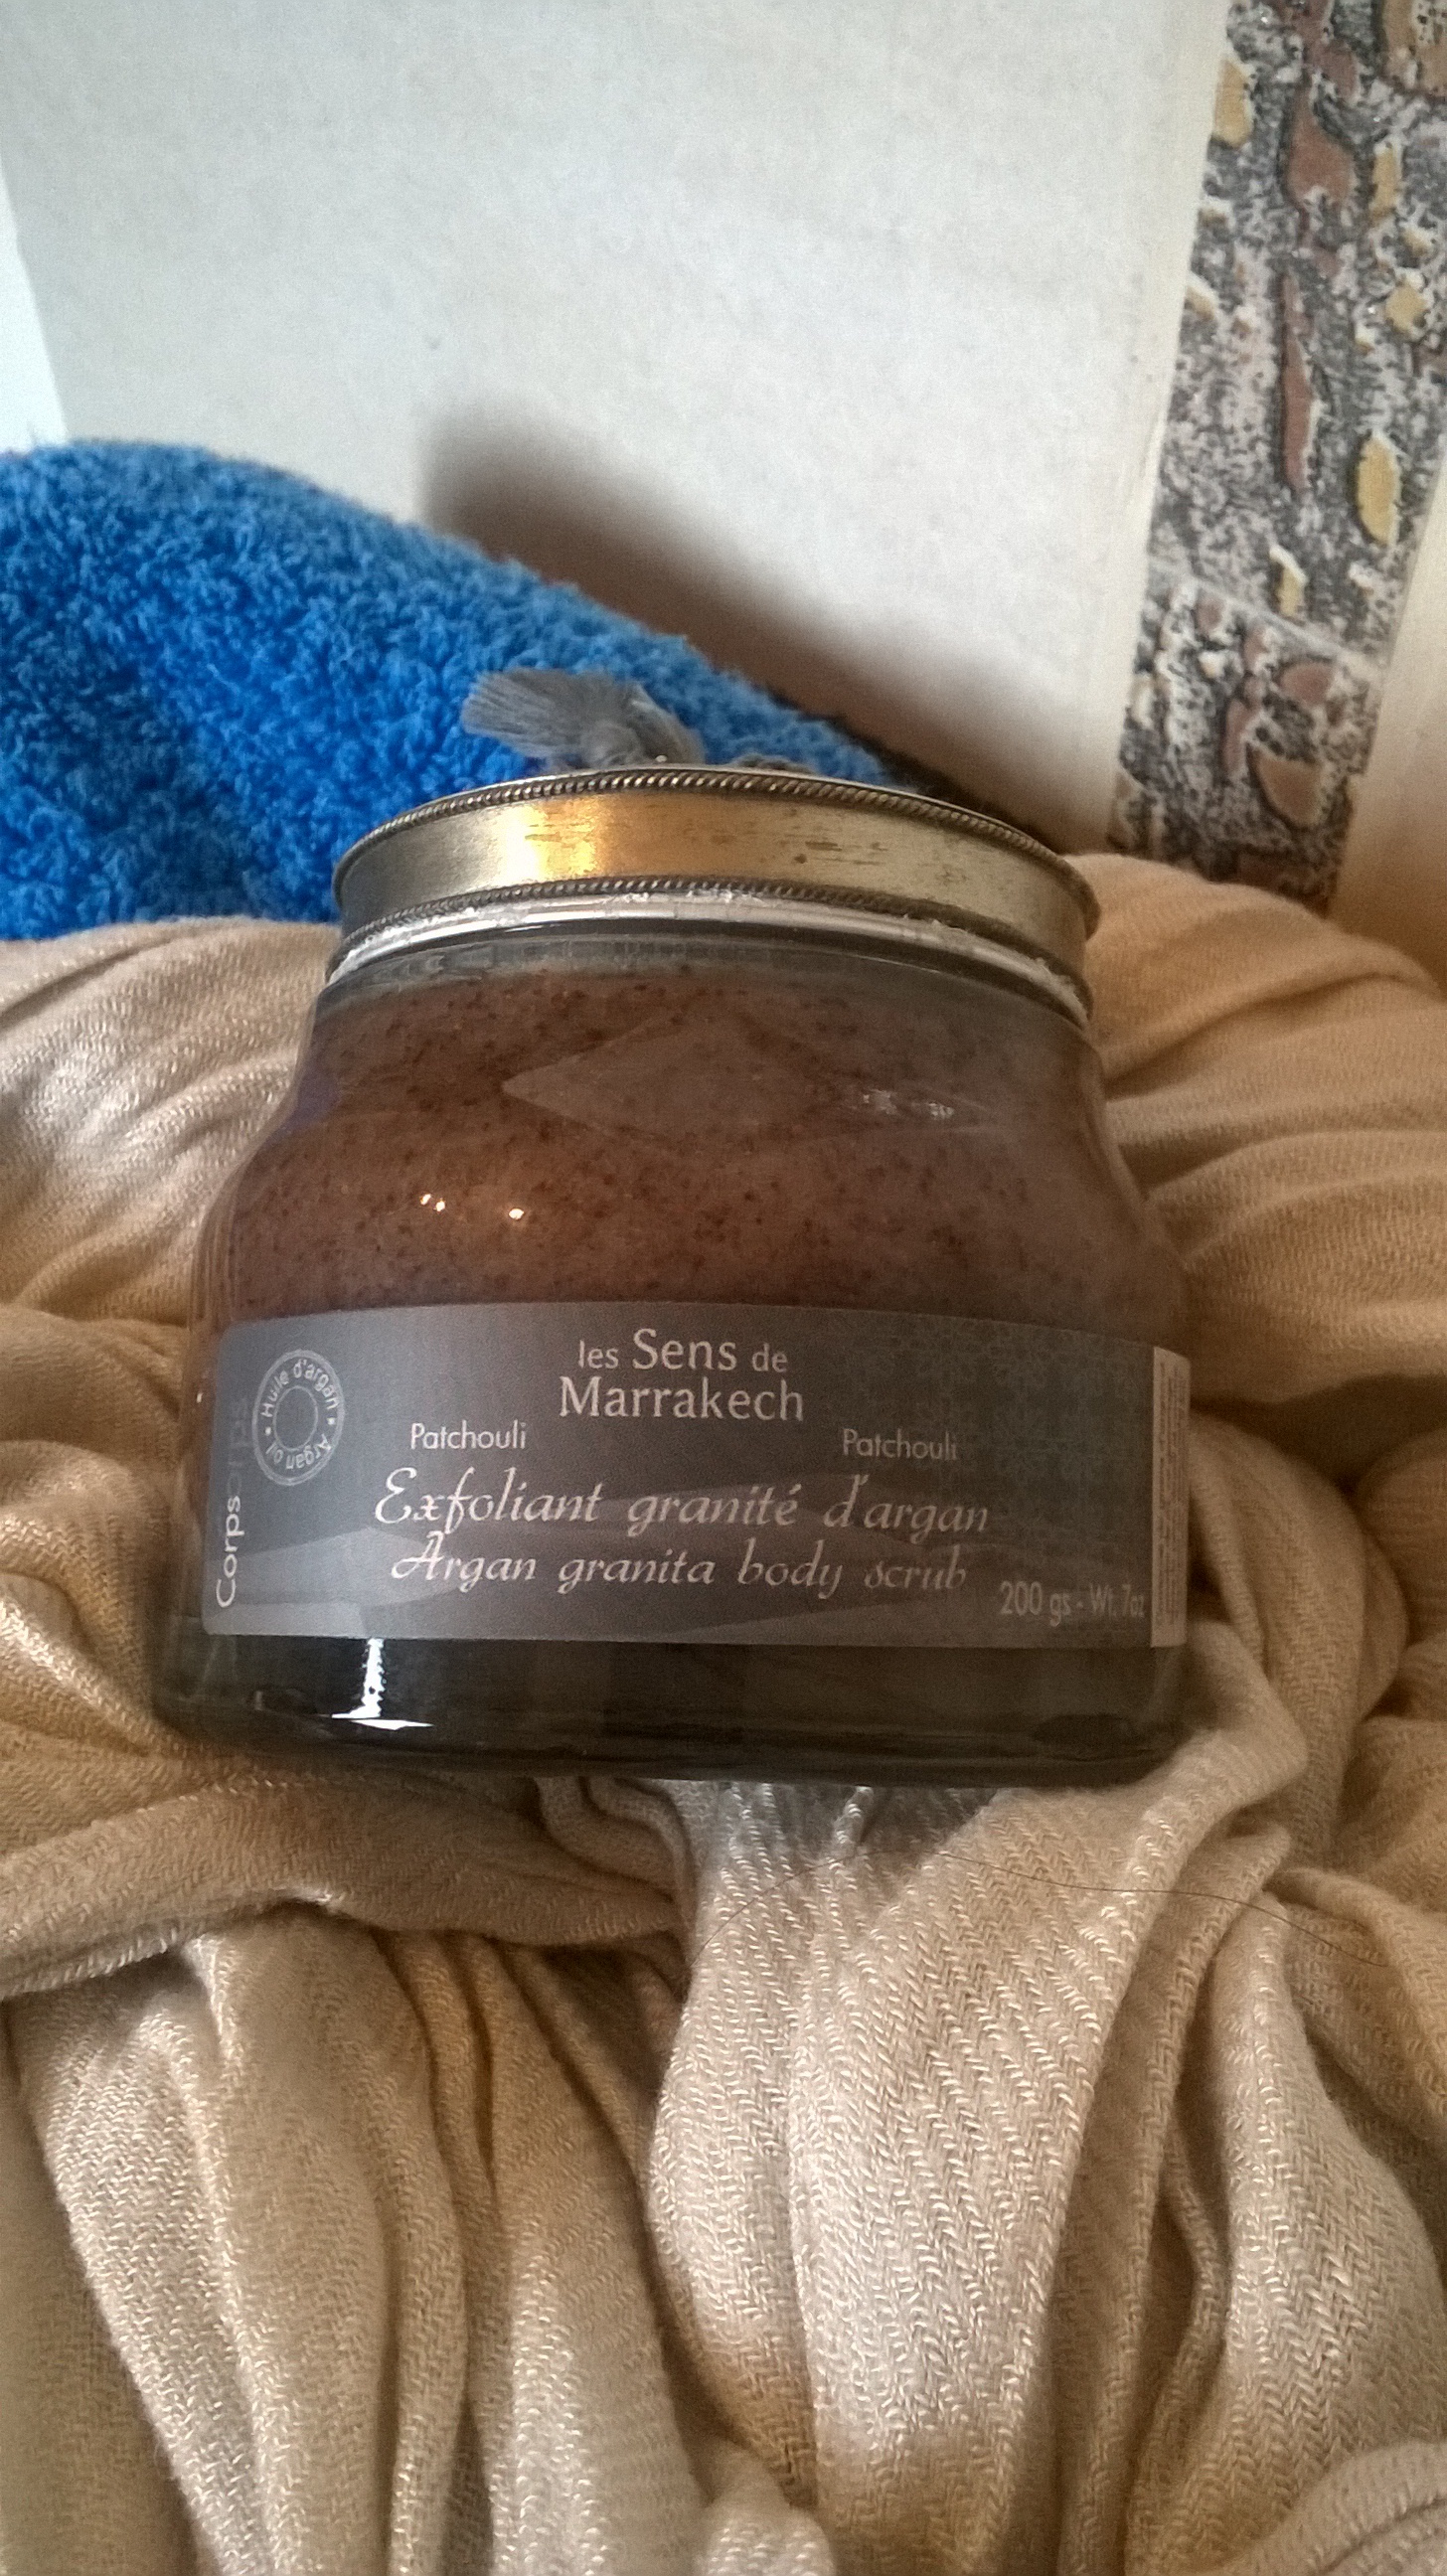 les Sens de
Marrakech
Huile d'argan • Argan oil •
Patchouli Patchouli
Exfoliant granité d'argan
Argan granita body scrub
Corps
200 gs - Wt. 7oz